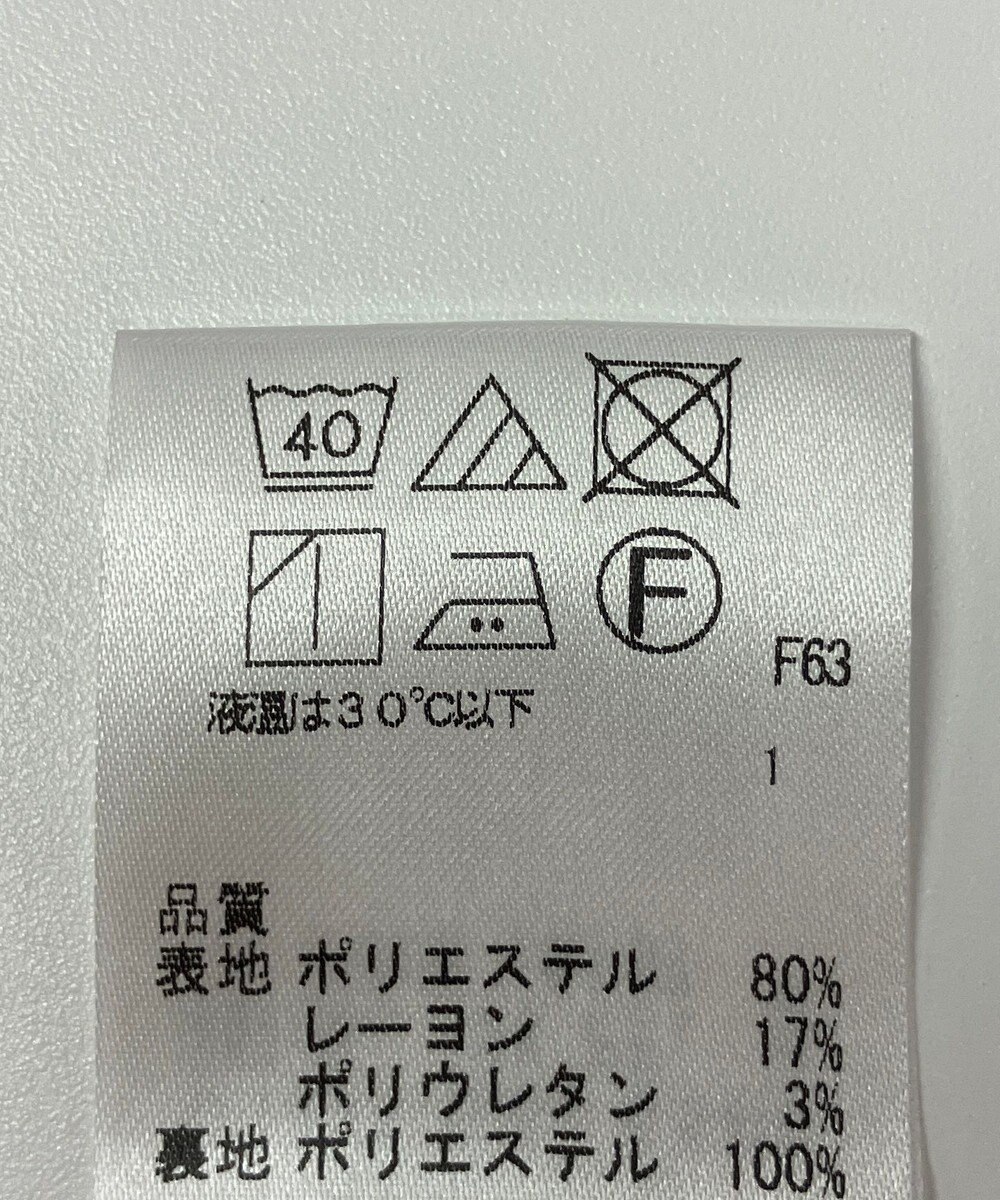 40
F
F63
液温は30℃以下
1
品質
表地 ポリエステル 80%
レーヨン 17%
ポリウレタン 3%
裏地 ポリエステル 100%